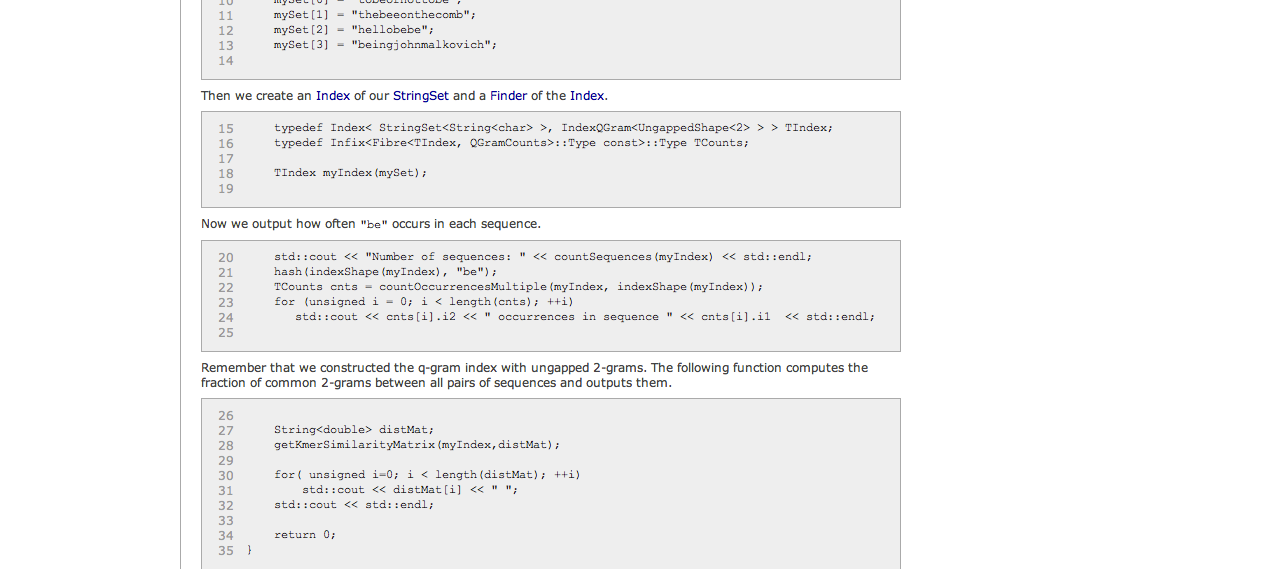 11 mySet[1] = "thebeeonthecomb";
12 mySet[2] = "hellobebe";
13 mySet[3] = "beingjohnmalkovich";
14
Then we create an Index of our StringSet and a Finder of the Index.
15 typedef Index< StringSet<String<char> >, IndexQGram<UngappedShape<2> > > TIndex;
16 typedef Infix<Fibre<TIndex, QGramCounts>::Type const>::Type TCounts;
17
18 TIndex myIndex(mySet);
19
Now we output how often "be" occurs in each sequence.
20 std::cout << "Number of sequences: " << countSequences(myIndex) << std::endl;
21 hash(indexShape(myIndex), "be");
22 TCounts cnts = countOccurrencesMultiple(myIndex, indexShape(myIndex));
23 for (unsigned i = 0; i < length(cnts); ++i)
24 std::cout << cnts[i].i2 << " occurrences in sequence " << cnts[i].i1  << std::endl;
25
Remember that we constructed the q-gram index with ungapped 2-grams. The following function computes the
fraction of common 2-grams between all pairs of sequences and outputs them.
26
27 String<double> distMat;
28 getKmerSimilarityMatrix(myIndex,distMat);
29
30 for( unsigned i=0; i < length(distMat); ++i)
31 std::cout << distMat[i] << " ";
32 std::cout << std::endl;
33
34 return 0;
35 }